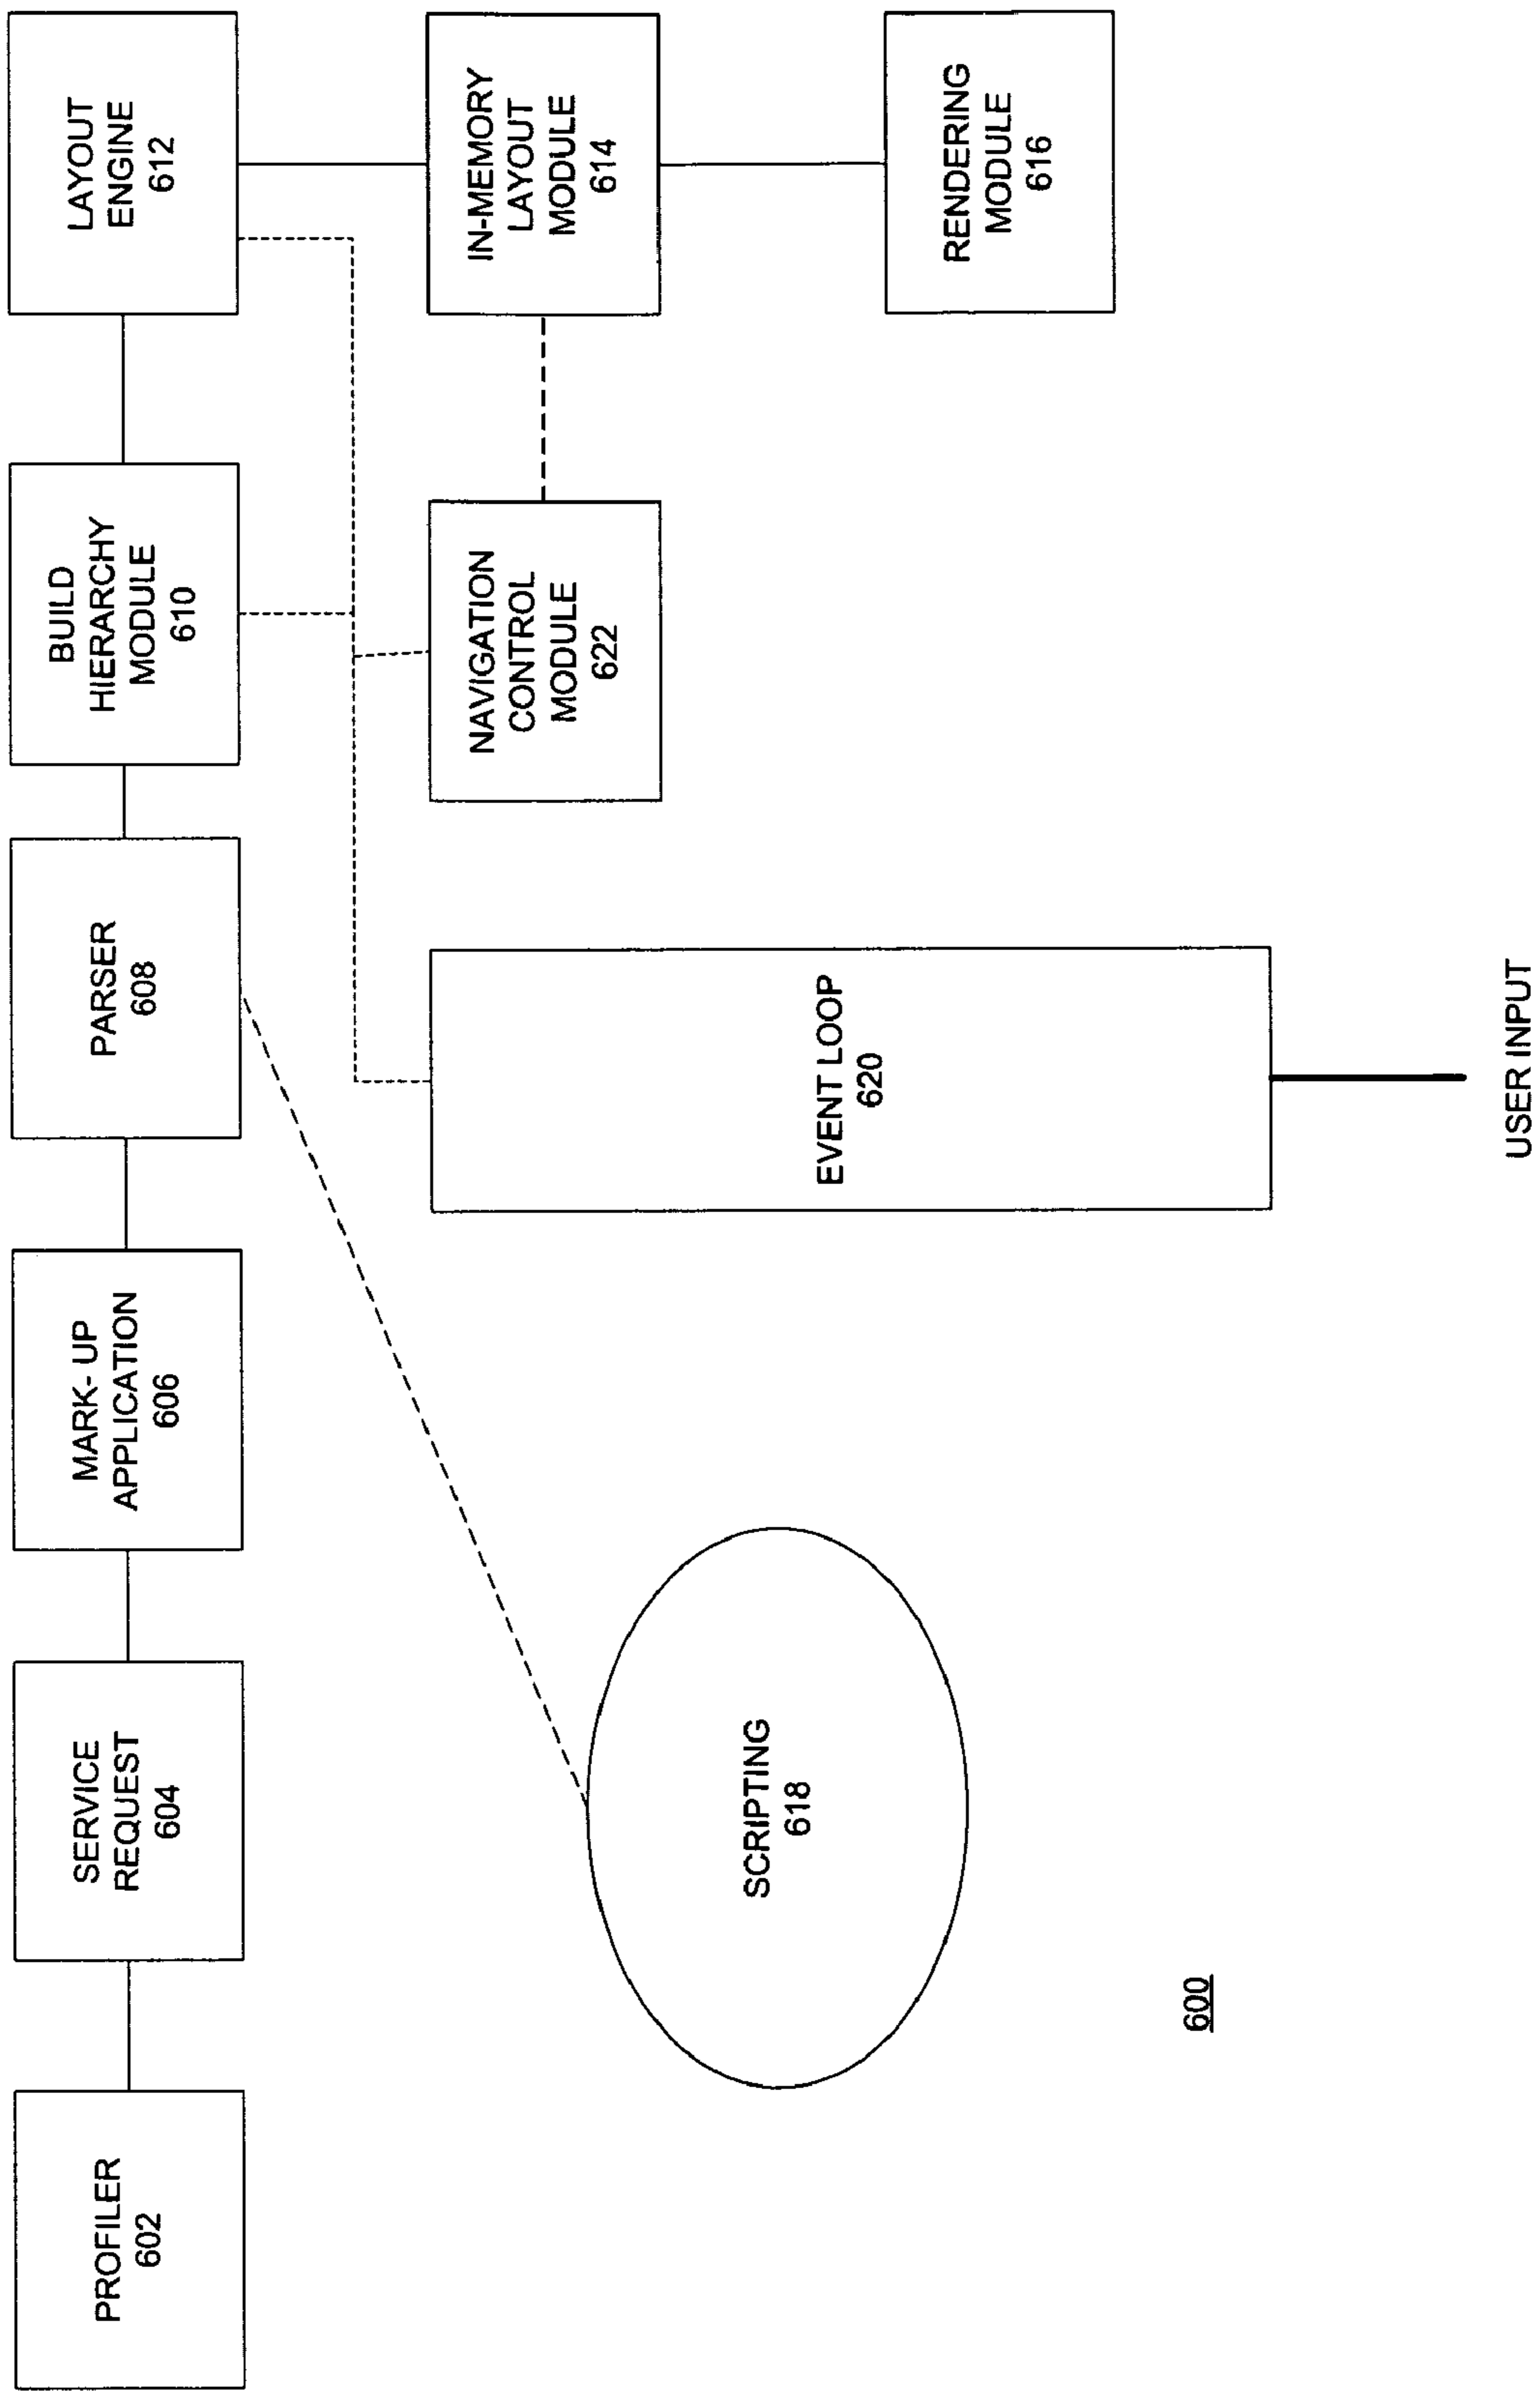 PROFILER
602
SERVICE
REQUEST
604
MARK- UP
APPLICATION
606
PARSER
608
BUILD
HIERARCHY
MODULE
610
LAYOUT
ENGINE
612
NAVIGATION
CONTROL
MODULE
622
IN-MEMORY
LAYOUT
MODULE
614
SCRIPTING
618
EVENT LOOP
620
RENDERING
MODULE
616
600
USER INPUT